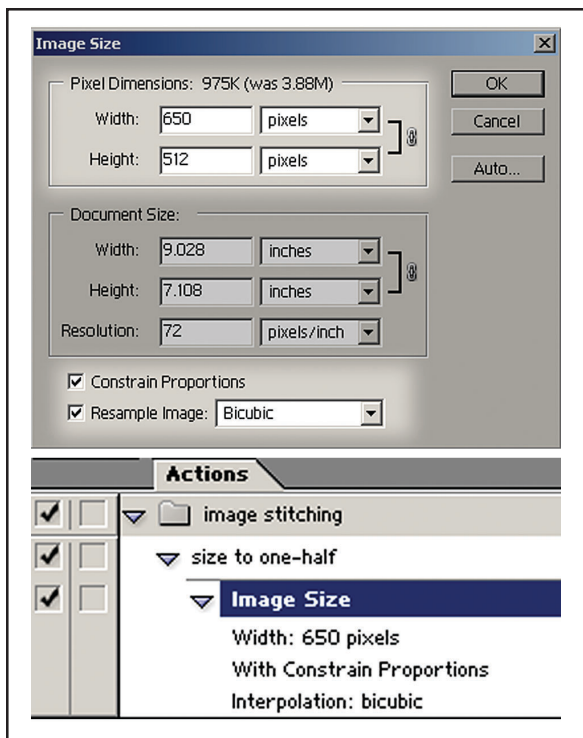 Image Size
Pixel Dimensions: 975K (was 3.88M)
OK
Width: 650 pixels
Cancel
Height: 512 pixels
Auto...
Document Size:
Width: 9.028 inches
Height: 7.108 inches
Resolution: 72 pixels/inch
Constrain Proportions
Resample Image: Bicubic
Actions
image stitching
size to one-half
Image Size
Width: 650 pixels
With Constrain Proportions
Interpolation: bicubic